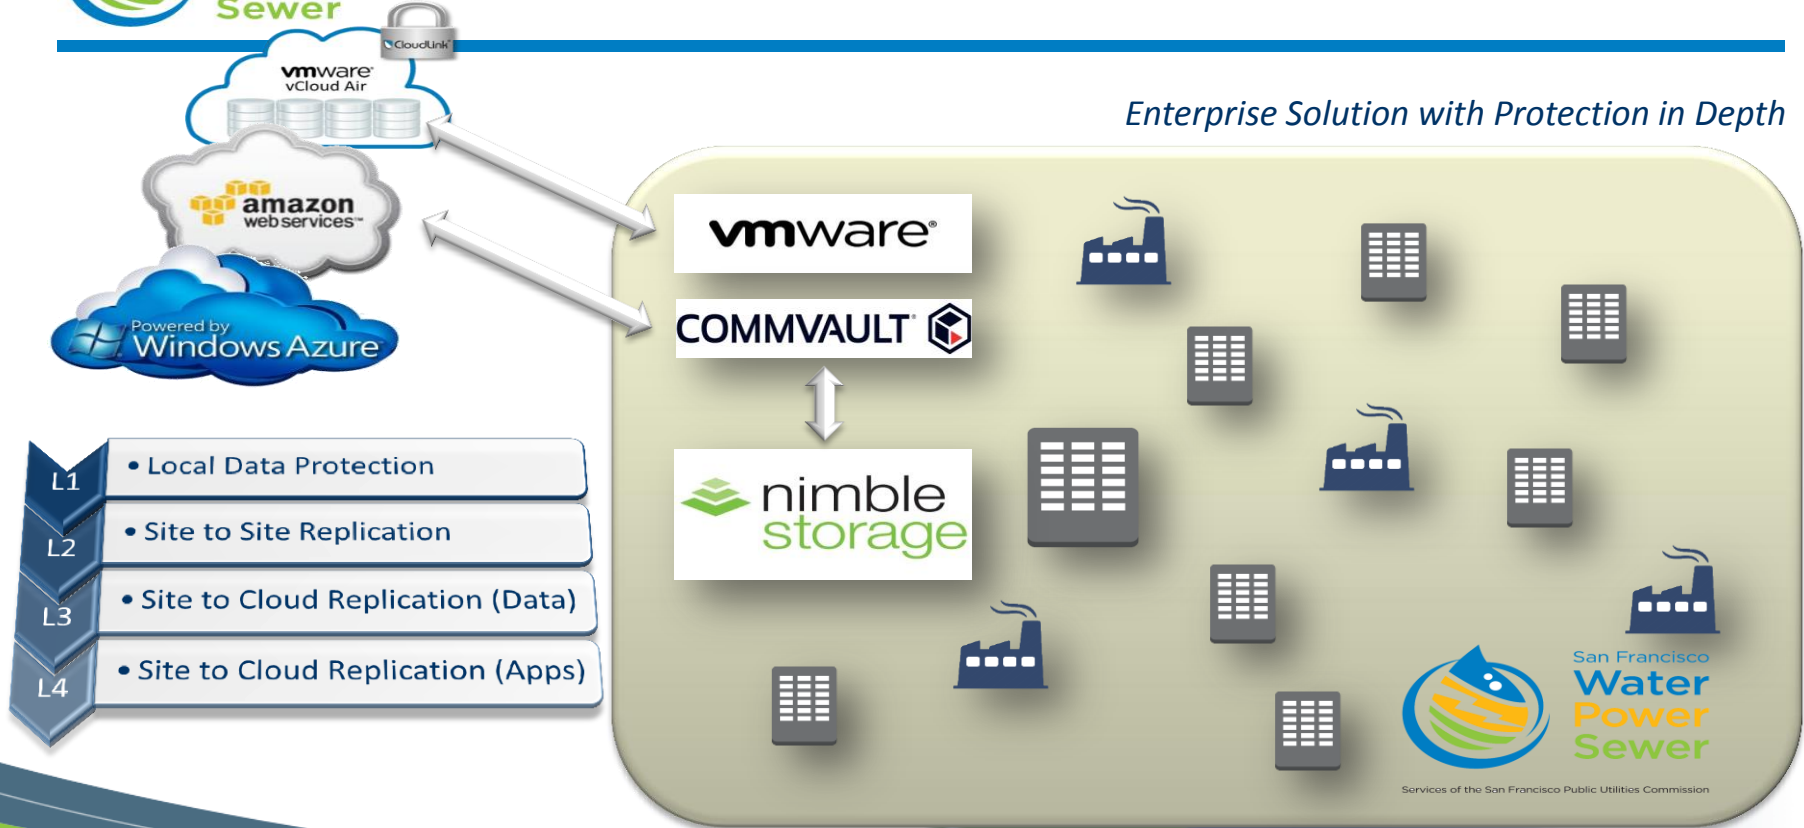 Sewer
CloudLink
vmware
vCloud Air
Enterprise Solution with Protection in Depth
amazon
webservices™
Powered by
Windows Azure
vmware®
COMMVAULT
nimble
storage
L1
• Local Data Protection
L2
• Site to Site Replication
L3
• Site to Cloud Replication (Data)
L4
• Site to Cloud Replication (Apps)
San Francisco
Water
Power
Sewer
Services of the San Francisco Public Utilities Commission